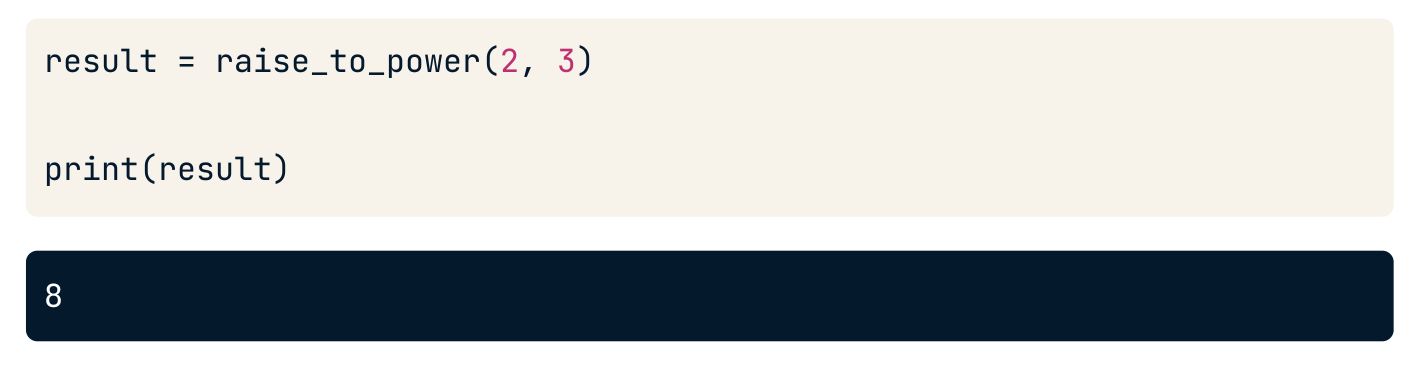 result = raise_to_power(2, 3)
print(result)
8